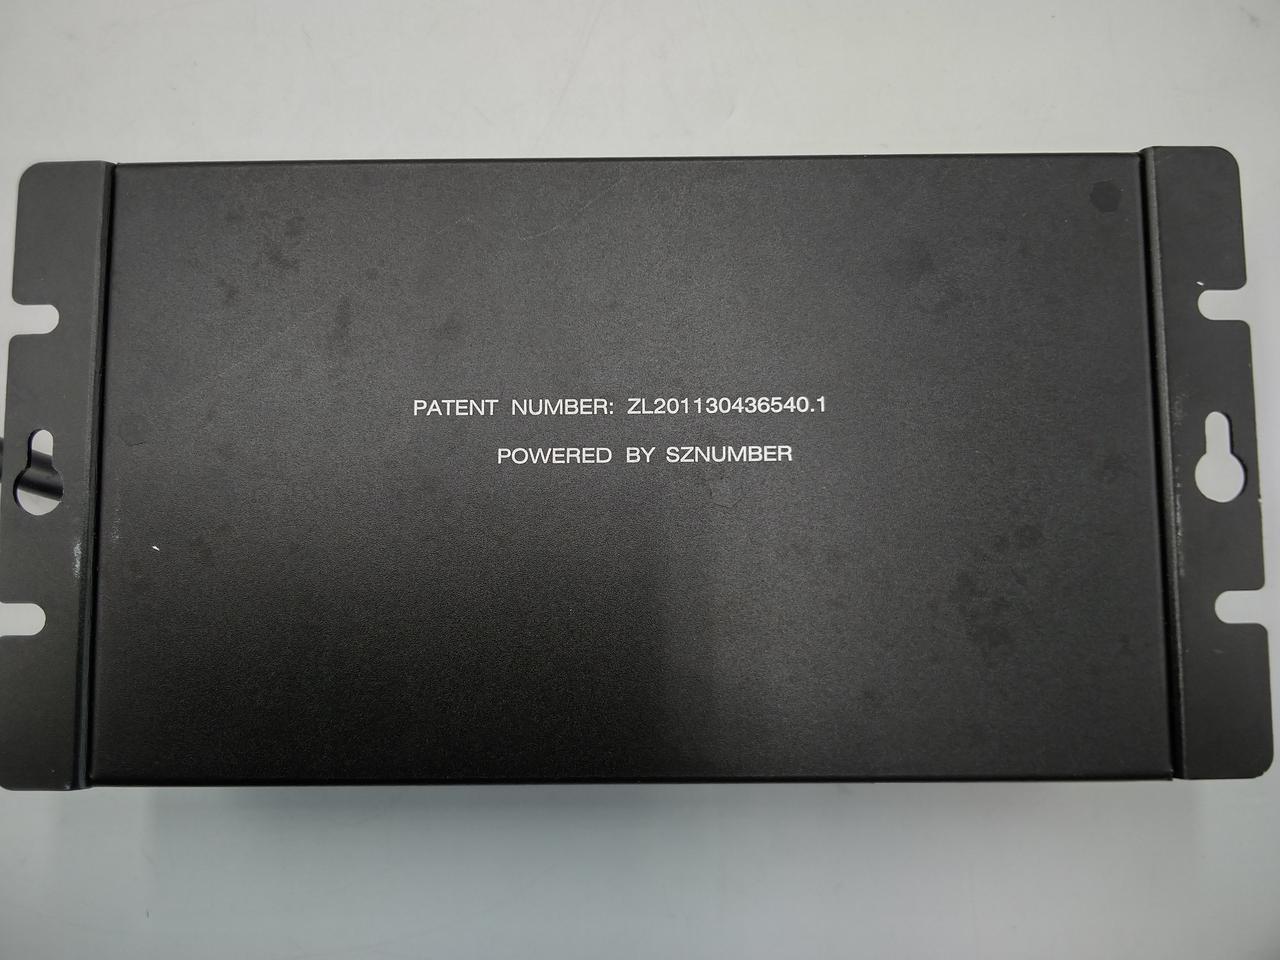 PATENT NUMBER: ZL201130436540.1
POWERED BY SZNUMBER